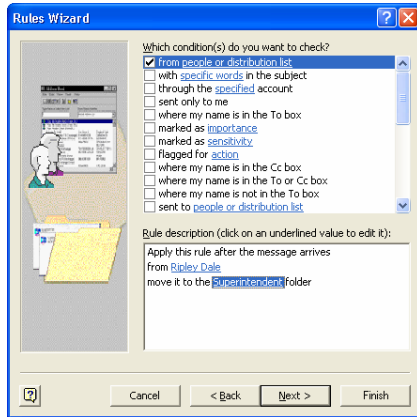 Rules Wizard
Which condition(s) do you want to check?
from people or distribution list
with specific words in the subject
through the specified account
sent only to me
where my name is in the To box
marked as importance
marked as sensitivity
flagged for action
where my name is in the Cc box
where my name is in the To or Cc box
where my name is not in the To box
sent to people or distribution list
Rule description (click on an underlined value to edit it):
Apply this rule after the message arrives
from Ripley Dale
move it to the Superintendent folder
Cancel
< Back
Next >
Finish